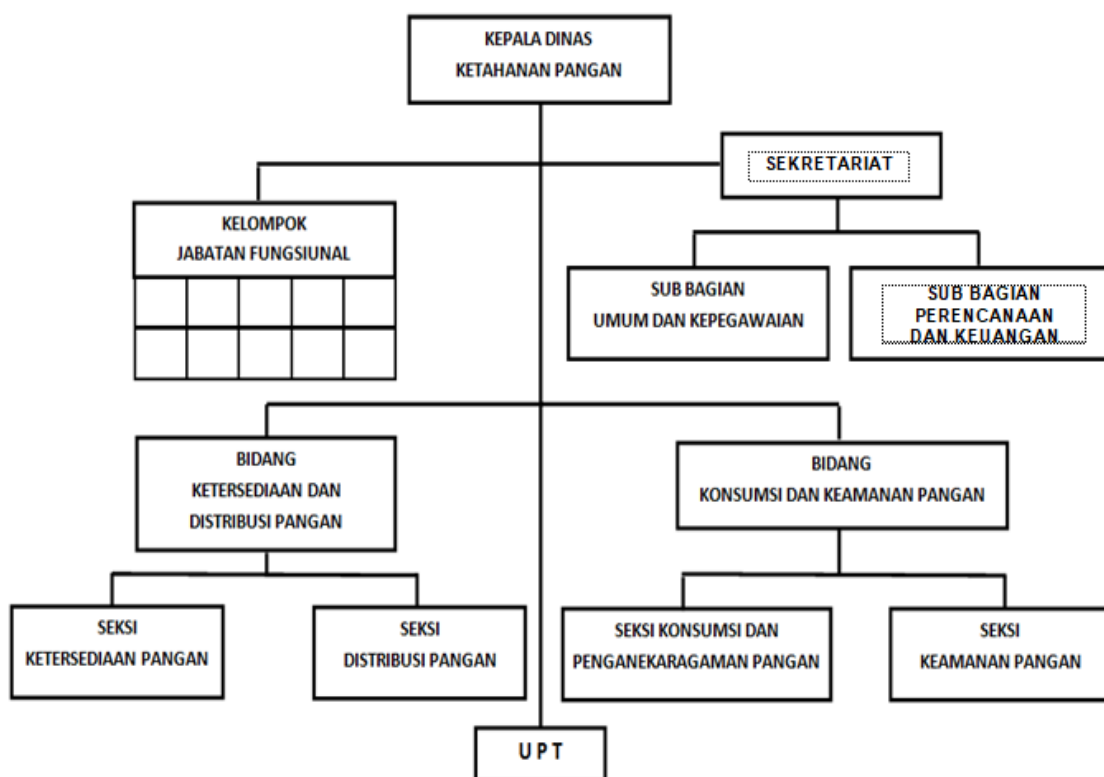 KEPALA DINAS
KETAHANAN PANGAN
SEKRETARIAT
KELOMPOK
JABATAN FUNGSIUNAL
SUB BAGIAN
UMUM DAN KEPEGAWAIAN
SUB BAGIAN
PERENCANAAN
DAN KEUANGAN
BIDANG
KETERSEDIAAN DAN
DISTRIBUSI PANGAN
BIDANG
KONSUMSI DAN KEAMANAN PANGAN
SEKSI
KETERSEDIAAN PANGAN
SEKSI
DISTRIBUSI PANGAN
SEKSI KONSUMSI DAN
PENGANEKARAGAMAN PANGAN
SEKSI
KEAMANAN PANGAN
U P T